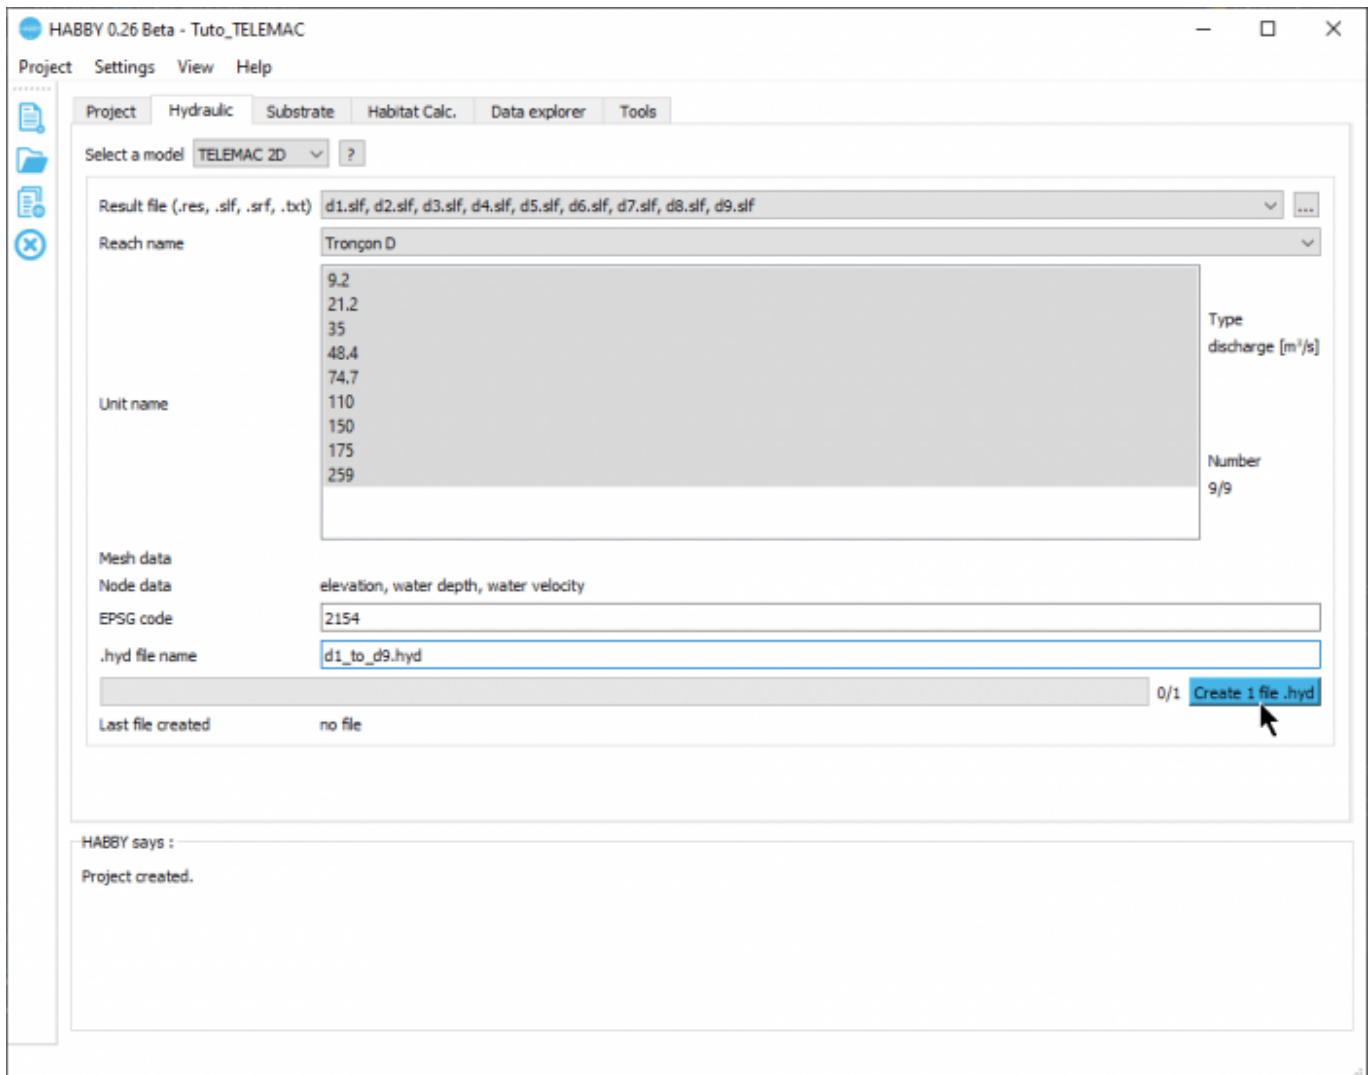 HABBY 0.26 Beta - Tuto_TELEMAC
Project Settings View Help
Project Hydraulic Substrate Habitat Calc. Data explorer Tools
Select a model TELEMAC 2D ?
Result file (.res, .slf, .srf, .txt) d1.slf, d2.slf, d3.slf, d4.slf, d5.slf, d6.slf, d7.slf, d8.slf, d9.slf ...
Reach name Tronçon D
9.2
21.2
35
48.4
74.7
110
150
175
259
Unit name
Type
discharge [m³/s]
Number
9/9
Mesh data
Node data elevation, water depth, water velocity
EPSG code 2154
.hyd file name d1_to_d9.hyd
0/1 Create 1 file .hyd
Last file created no file
HABBY says :
Project created.